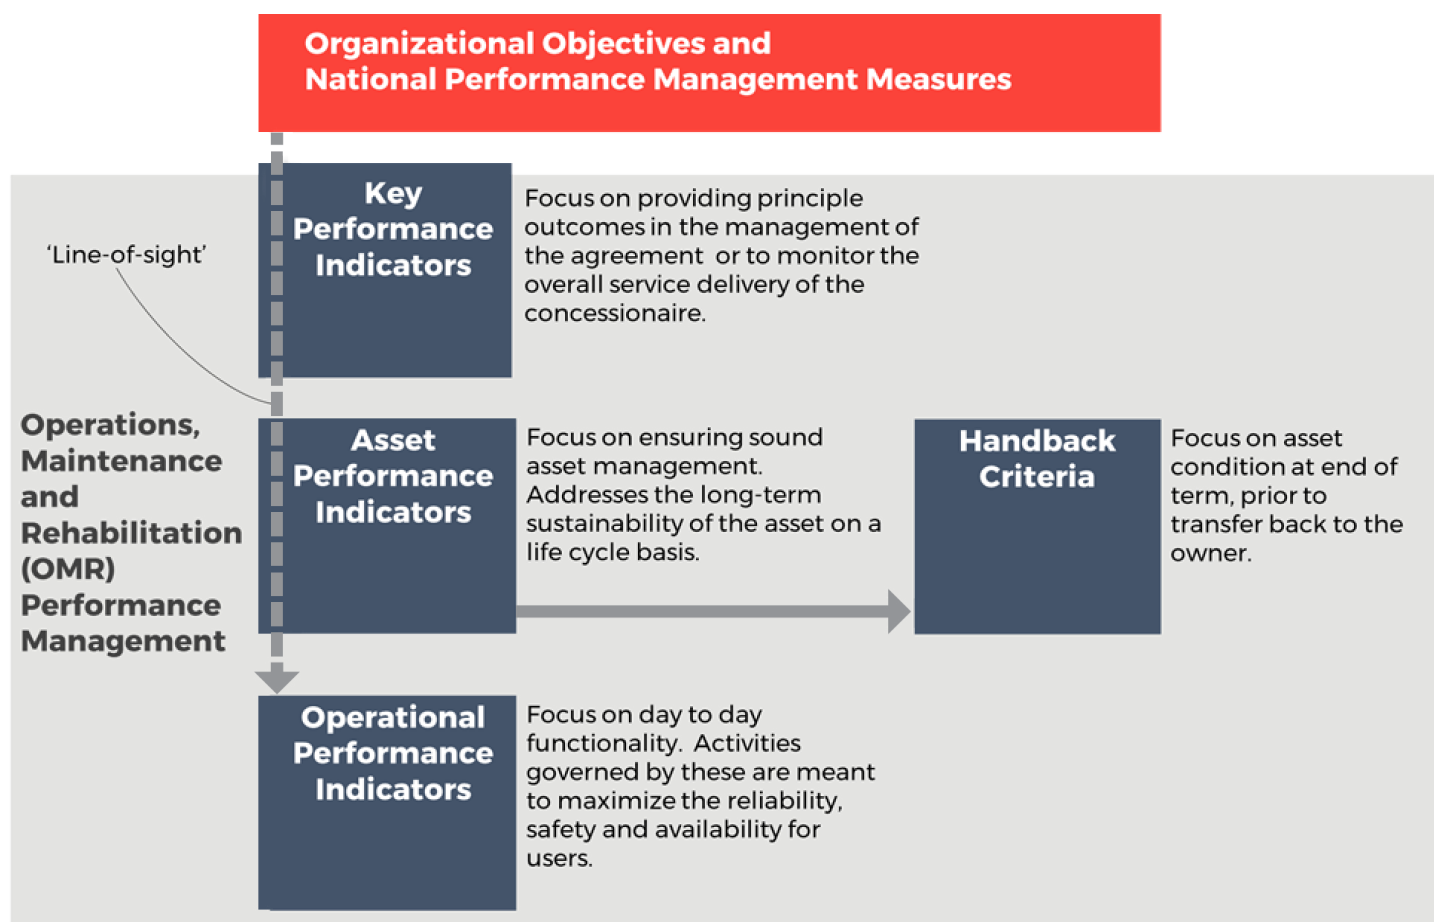 Organizational Objectives and
National Performance Management Measures
Key
Performance
Indicators
Focus on providing principle
outcomes in the management of
the agreement or to monitor the
overall service delivery of the
concessionaire.
‘Line-of-sight’
Operations,
Maintenance
and
Rehabilitation
(OMR)
Performance
Management
Asset
Performance
Indicators
Focus on ensuring sound
asset management.
Addresses the long-term
sustainability of the asset on a
life cycle basis.
Handback
Criteria
Focus on asset
condition at end of
term, prior to
transfer back to the
owner.
Operational
Performance
Indicators
Focus on day to day
functionality. Activities
governed by these are meant
to maximize the reliability,
safety and availability for
users.